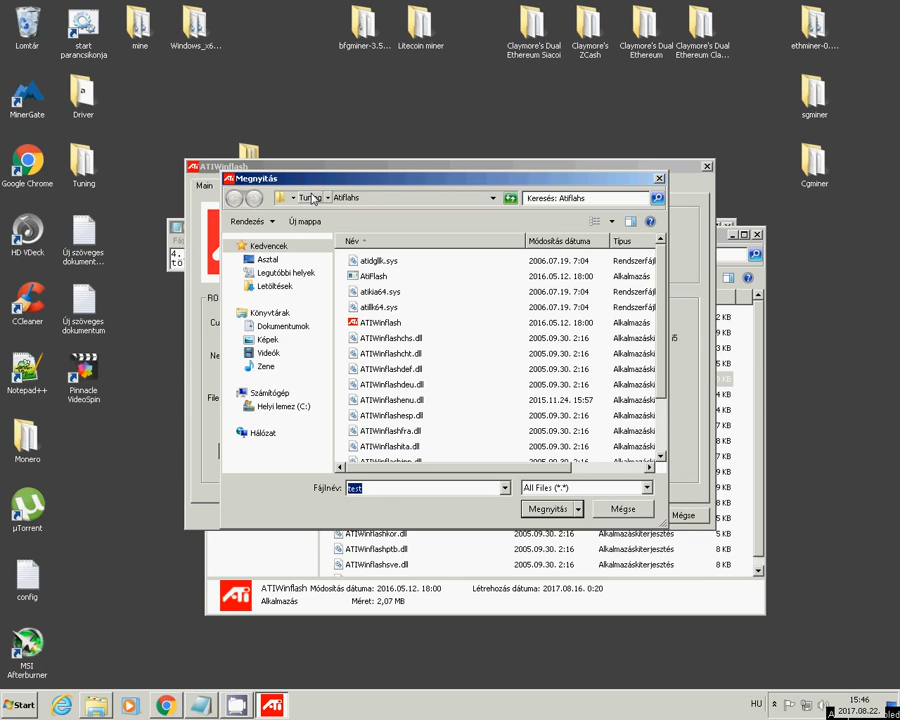 Lomtár
start
parancsikonja
mine
Windows_x6...
bfgminer-3.5...
Litecoin miner
Claymore's Dual
Ethereum Siacoi
Claymore's
ZCash
Claymore's Dual
Ethereum
Claymore's Dual
Ethereum Cla...
ethminer-0....
MinerGate
Driver
sgminer
Google Chrome
Tuning
Cgminer
HD VDeck
Új szöveges
dokument...
CCleaner
Új szöveges
dokumentum
Notepad++
Pinnacle
VideoSpin
Monero
µTorrent
config
MSI
Afterburner
ATIWinflash
Main
Megnyitás
Atiflahs
Keresés: Atiflahs
Rendezés
Új mappa
Kedvencek
Asztal
Legutóbbi helyek
Letöltések
Könyvtárak
Dokumentumok
Képek
Videók
Zene
Számítógép
Helyi lemez (C:)
Hálózat
Név
Módosítás dátuma
Típus
atidgllk.sys 2006.07.19. 7:04 Rendszerfájl
AtiFlash 2016.05.12. 18:00 Alkalmazás
atikia64.sys 2006.07.19. 7:04 Rendszerfájl
atillk64.sys 2006.07.19. 7:04 Rendszerfájl
ATIWinflash 2016.05.12. 18:00 Alkalmazás
ATIWinflashchs.dll 2005.09.30. 2:16 Alkalmazáski
ATIWinflashcht.dll 2005.09.30. 2:16 Alkalmazáski
ATIWinflashdef.dll 2005.09.30. 2:16 Alkalmazáski
ATIWinflashdeu.dll 2005.09.30. 2:16 Alkalmazáski
ATIWinflashenu.dll 2015.11.24. 15:57 Alkalmazáski
ATIWinflashesp.dll 2005.09.30. 2:16 Alkalmazáski
ATIWinflashfra.dll 2005.09.30. 2:16 Alkalmazáski
ATIWinflashita.dll 2005.09.30. 2:16 Alkalmazáski
Fájlnév:
test
All Files (*.*)
Megnyitás
Mégse
Mégse
ATIWinflashkor.dll 2005.09.30. 2:16 Alkalmazáskiterjesztés 8 KB
ATIWinflashptb.dll 2005.09.30. 2:16 Alkalmazáskiterjesztés 8 KB
ATIWinflashsve.dll 2005.09.30. 2:16 Alkalmazáskiterjesztés 8 KB
ATIWinflash Módosítás dátuma: 2016.05.12. 18:00 Létrehozás dátuma: 2017.08.16. 0:20
Alkalmazás Méret: 2,07 MB
Start
HU
15:46
2017.08.22.